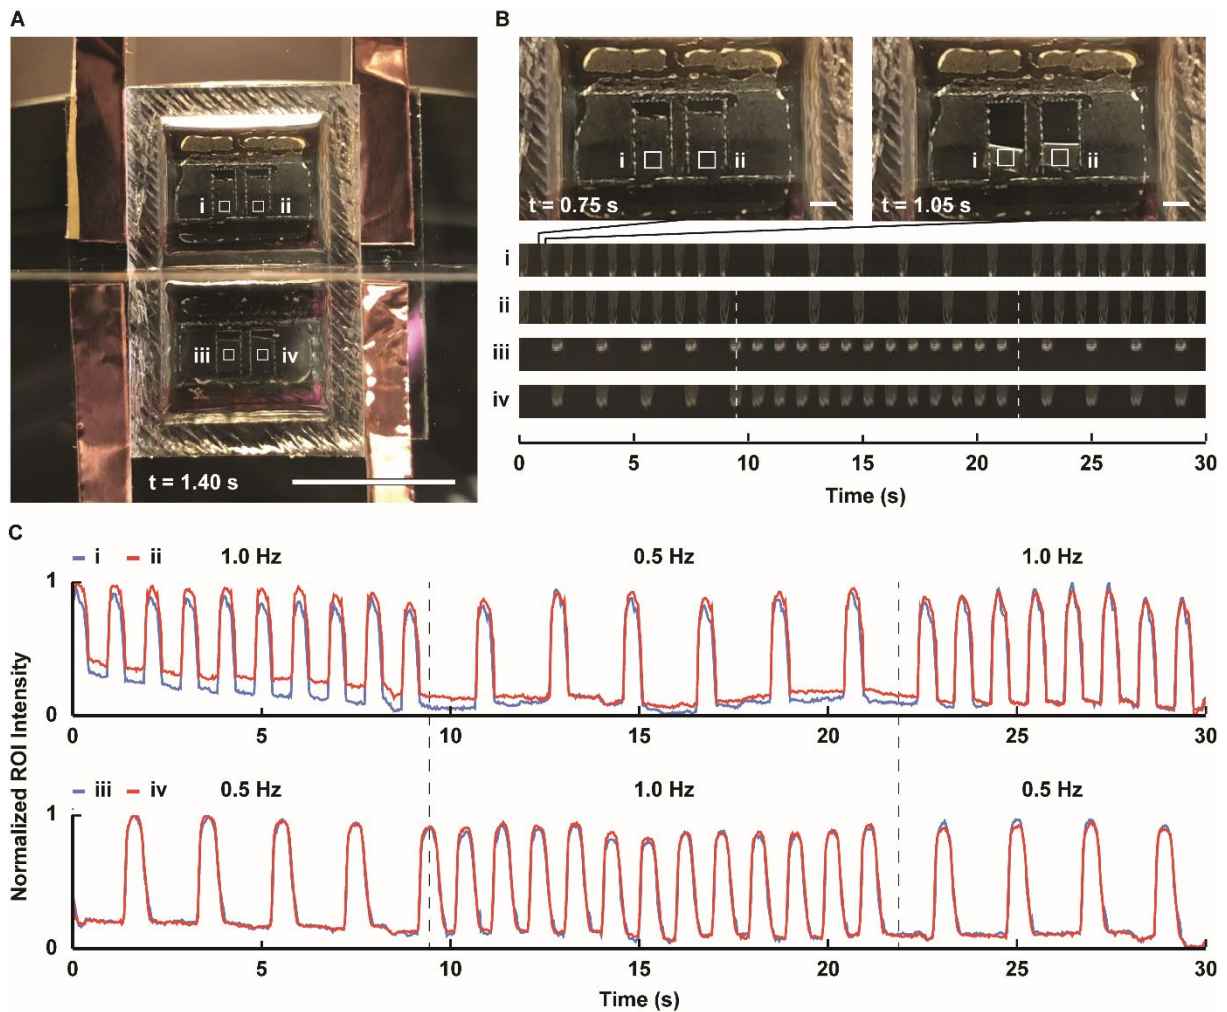 A
i
ii
iii
iv
t = 1.40 s
B
i
ii
t = 0.75 s
i
ii
t = 1.05 s
i
ii
iii
iv
0 5 10 15 20 25 30
Time (s)
C
i ii 1.0 Hz 0.5 Hz 1.0 Hz
1
0
0 5 10 15 20 25 30
iii iv 0.5 Hz 1.0 Hz 0.5 Hz
1
0
0 5 10 15 20 25 30
Normalized ROI Intensity
Time (s)